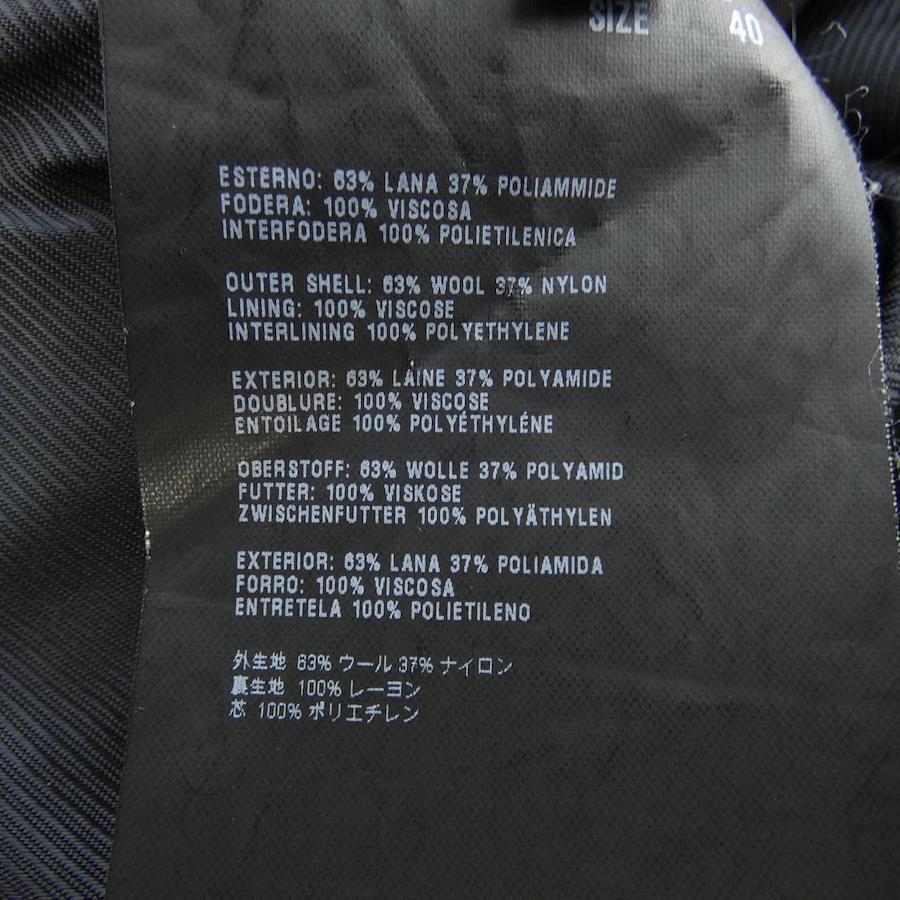 SIZE 40
ESTERNO: 63% LANA 37% POLIAMMIDE
FODERA: 100% VISCOSA
INTERFODERA 100% POLIETILENICA
OUTER SHELL: 63% WOOL 37% NYLON
LINING: 100% VISCOSE
INTERLINING 100% POLYETHYLENE
EXTERIOR: 63% LAINE 37% POLYAMIDE
DOUBLURE: 100% VISCOSE
ENTOILAGE 100% POLYÉTHYLÉNE
OBERSTOFF: 63% WOLLE 37% POLYAMID
FUTTER: 100% VISKOSE
ZWISCHENFUTTER 100% POLYÄTHYLEN
EXTERIOR: 63% LANA 37% POLIAMIDA
FORRO: 100% VISCOSA
ENTRETELA 100% POLIETILENO
外生地 63% ウール 37% ナイロン
裏生地 100% レーヨン
芯 100% ポリエチレン